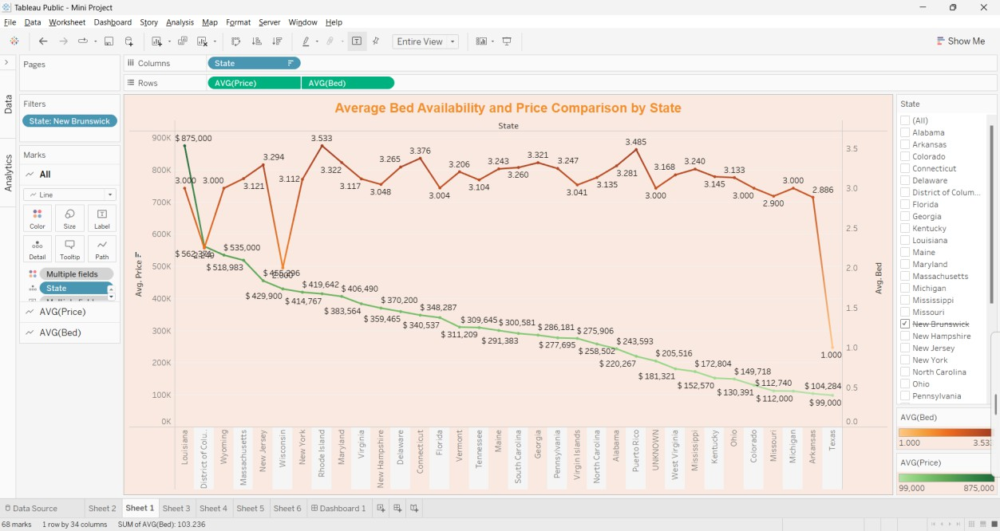 Tableau Public - Mini Project
File Data Worksheet Dashboard Story Analysis Map Format Server Window Help
Entire View
Show Me
Pages
iii Columns State
Rows AVG(Price) AVG(Bed)
Data
Analytics
Filters
State: New Brunswick
Marks
All
Line
Color Size Label
Detail Tooltip Path
Multiple fields
State
AVG(Price)
AVG(Bed)
Average Bed Availability and Price Comparison by State
State
Avg. Price
900K
800K
700K
600K
500K
400K
300K
200K
100K
0K
$ 875,000
3.000 3.000 3.121 3.294 3.112 3.533 3.322 3.117 3.048 3.265 3.376 3.004 3.206 3.104 3.243 3.260 3.321 3.247 3.041 3.135 3.281 3.485 3.000 3.168 3.240 3.145 3.133 3.000 2.900 3.000 2.886 1.000
2.000
$ 518,983 $ 535,000 $ 429,900 $ 414,767 $ 419,642 $ 383,564 $ 406,490 $ 359,465 $ 370,200 $ 340,537 $ 348,287 $ 311,209 $ 309,645 $ 291,383 $ 300,581 $ 286,181 $ 277,695 $ 275,906 $ 258,502 $ 220,267 $ 243,593 $ 181,321 $ 205,516 $ 152,570 $ 172,804 $ 130,391 $ 149,718 $ 112,740 $ 112,000 $ 104,284 $ 99,000
3.5
3.0
2.5
2.0
1.5
1.0
0.5
0.0
Avg. Bed
Louisiana
District of Colu..
Wyoming
Massachusetts
New Jersey
Wisconsin
New York
Rhode Island
Maryland
Virginia
New Hampshire
Delaware
Connecticut
Florida
Vermont
Tennessee
Maine
South Carolina
Georgia
Pennsylvania
Virgin Islands
North Carolina
Alabama
Puerto Rico
UNKNOWN
West Virginia
Mississippi
Kentucky
Ohio
Colorado
Missouri
Michigan
Arkansas
Texas
State
(All)
Alabama
Arkansas
Colorado
Connecticut
Delaware
District of Colum...
Florida
Georgia
Kentucky
Louisiana
Maine
Maryland
Massachusetts
Michigan
Mississippi
Missouri
New Brunswick
New Hampshire
New Jersey
New York
North Carolina
Ohio
Pennsylvania
AVG(Bed)
1.000 3.53
AVG(Price)
99,000 875,000
Data Source Sheet 2 Sheet 1 Sheet 3 Sheet 4 Sheet 5 Sheet 6 Dashboard 1
68 marks 1 row by 34 columns SUM of AVG(Bed): 103.236